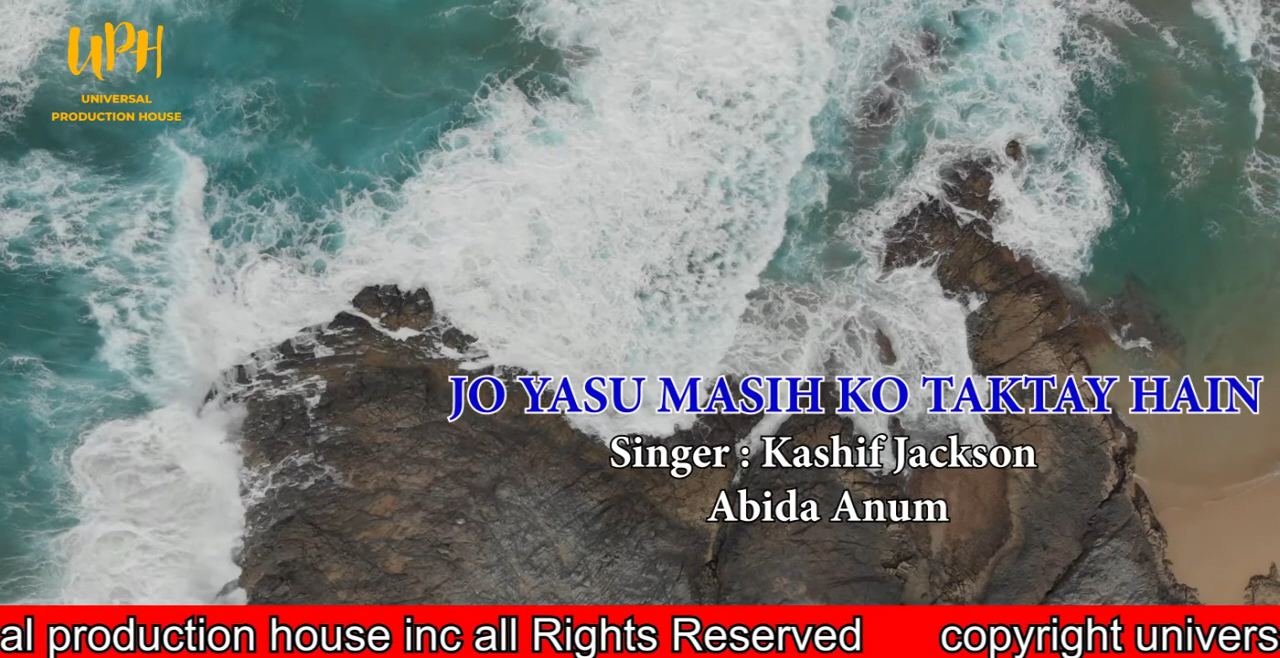 UPH
UNIVERSAL
PRODUCTION HOUSE
JO YASU MASIH KO TAKTAY HAIN
Singer : Kashif Jackson
Abida Anum
al production house inc all Rights Reserved copyright univers